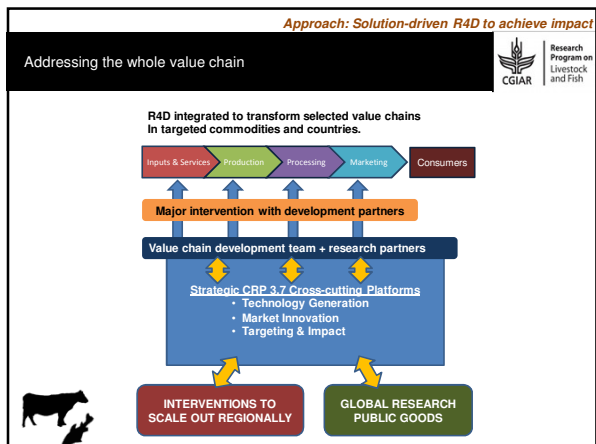 Approach: Solution-driven R4D to achieve impact
Addressing the whole value chain
CGIAR
Research
Program on
Livestock
and Fish
R4D integrated to transform selected value chains
In targeted commodities and countries.
Inputs & Services
Production
Processing
Marketing
Consumers
Major intervention with development partners
Value chain development team + research partners
Strategic CRP 3.7 Cross-cutting Platforms
• Technology Generation
• Market Innovation
• Targeting & Impact
INTERVENTIONS TO
SCALE OUT REGIONALLY
GLOBAL RESEARCH
PUBLIC GOODS